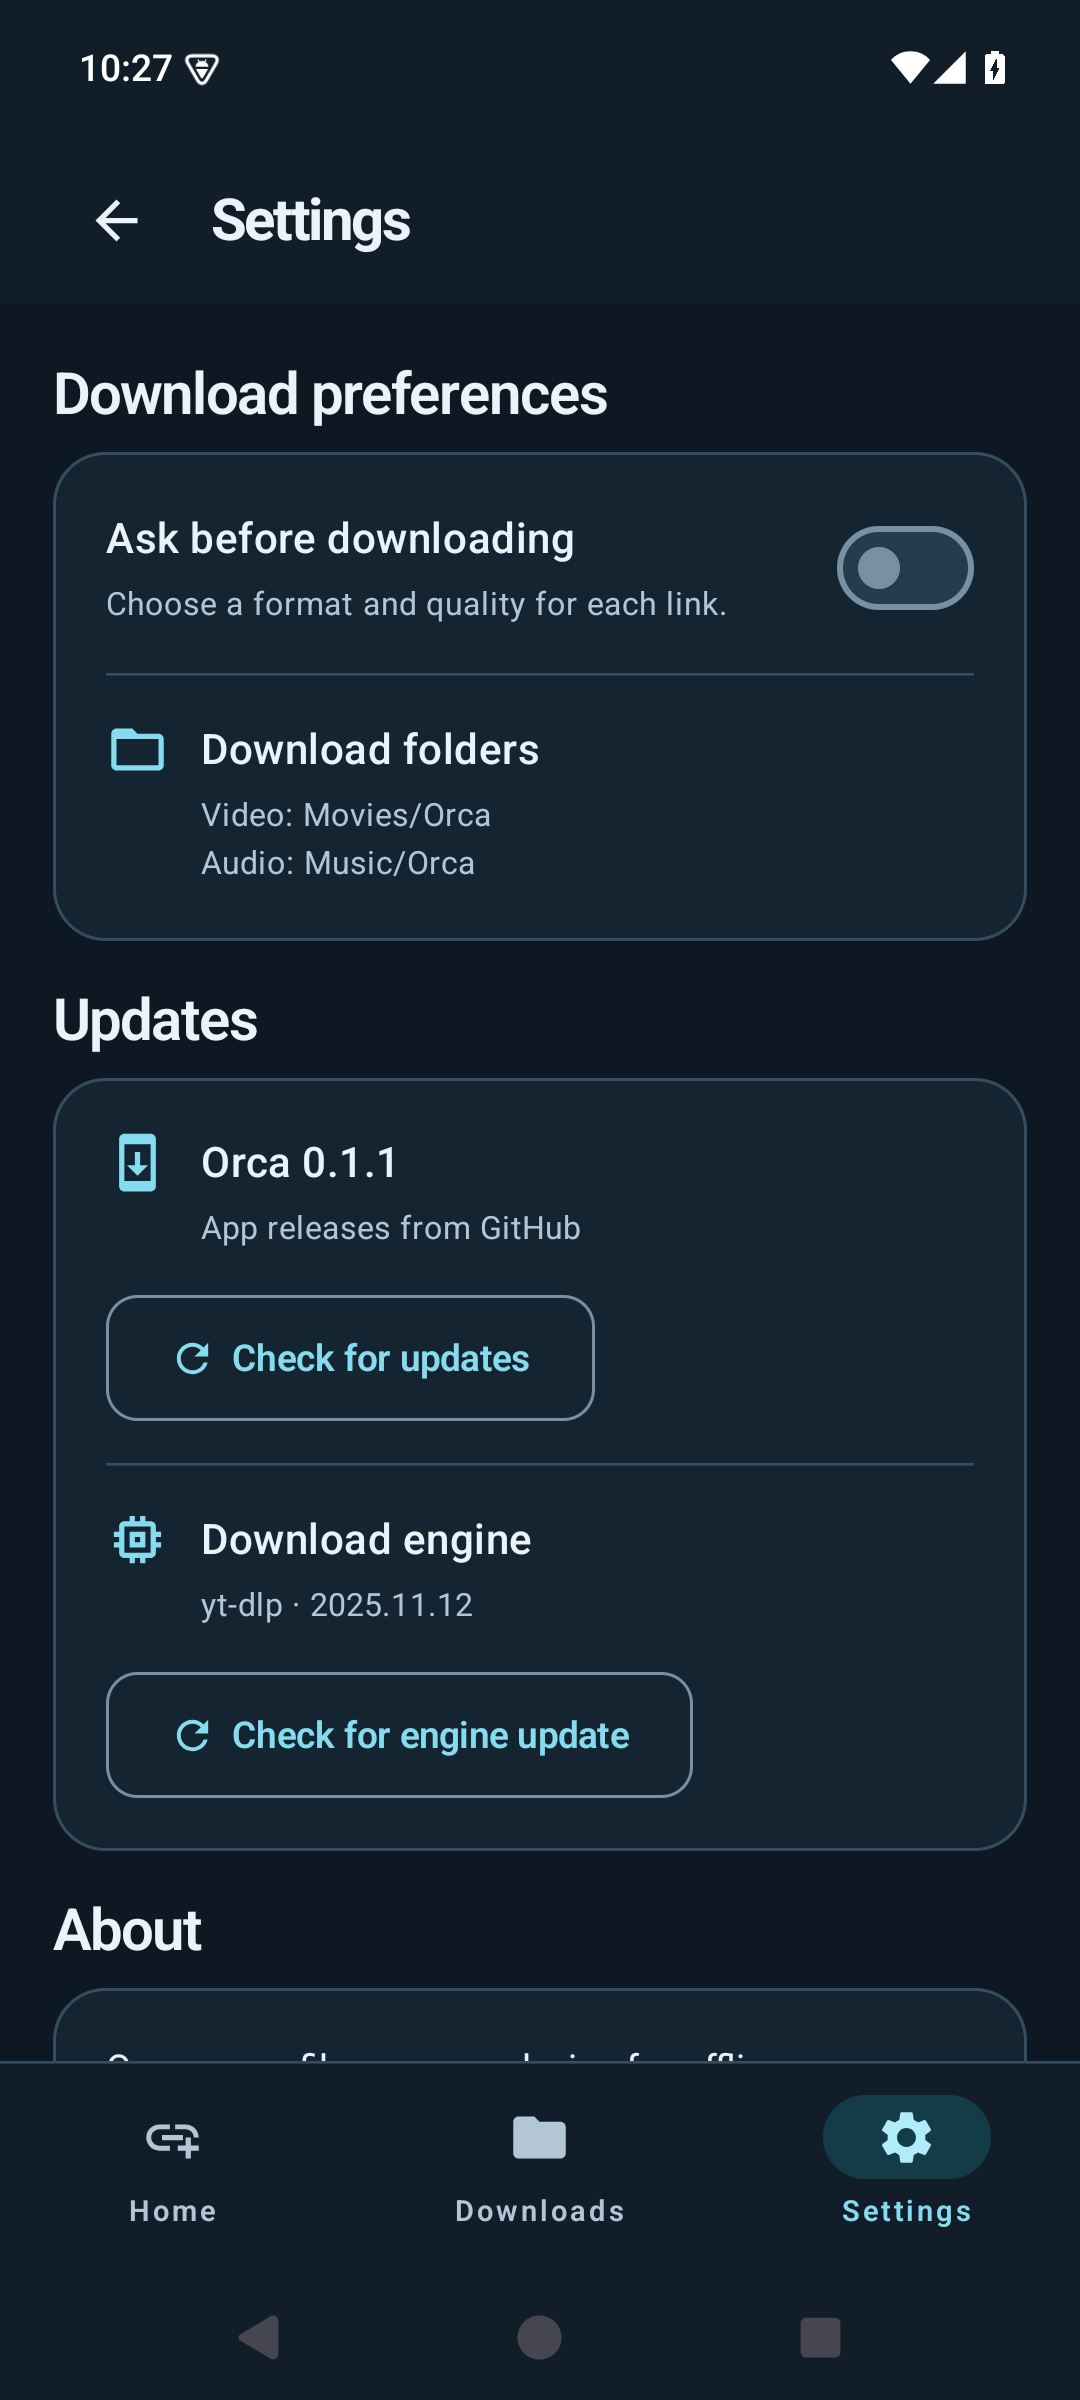 10:27
Settings
Download preferences
Ask before downloading
Choose a format and quality for each link.
Download folders
Video: Movies/Orca
Audio: Music/Orca
Updates
Orca 0.1.1
App releases from GitHub
Check for updates
Download engine
yt-dlp · 2025.11.12
Check for engine update
About
Home
Downloads
Settings